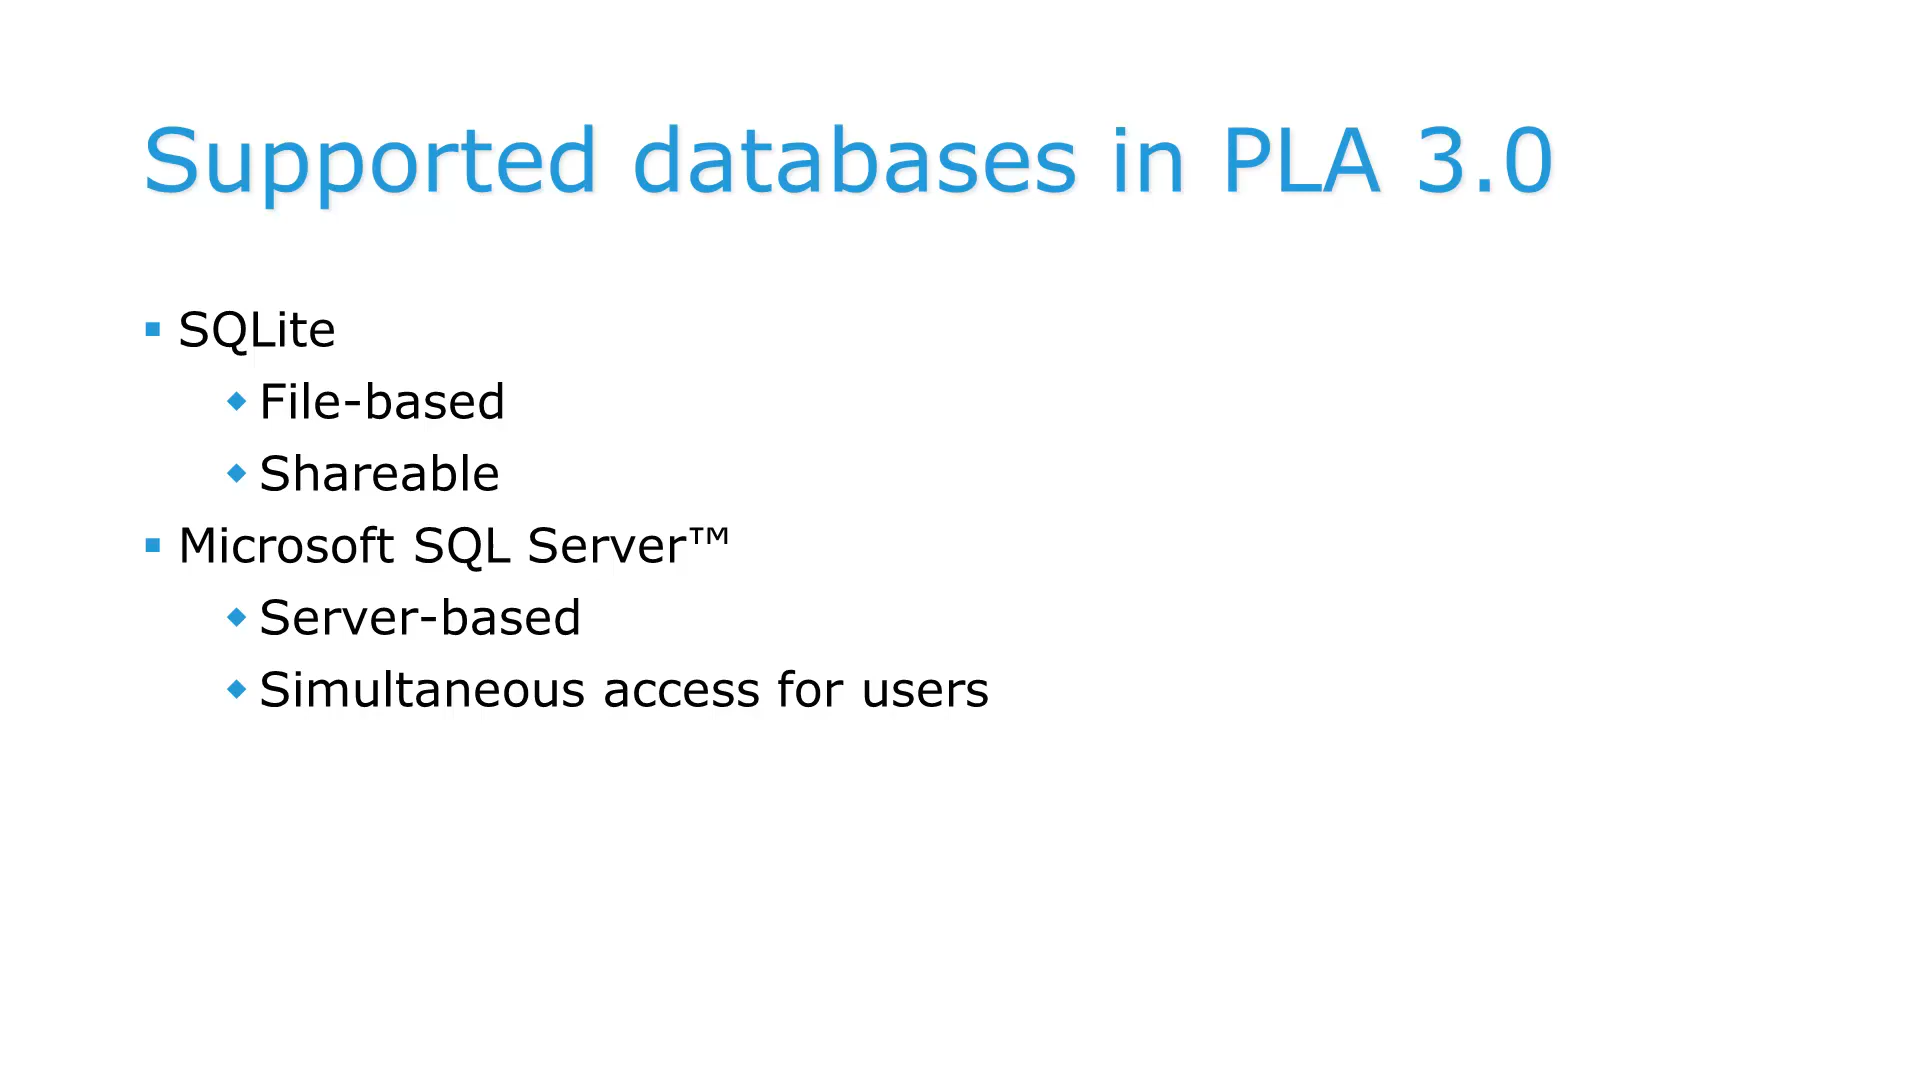 Supported databases in PLA 3.0
SQLite
File-based
Shareable
Microsoft SQL Server™
Server-based
Simultaneous access for users